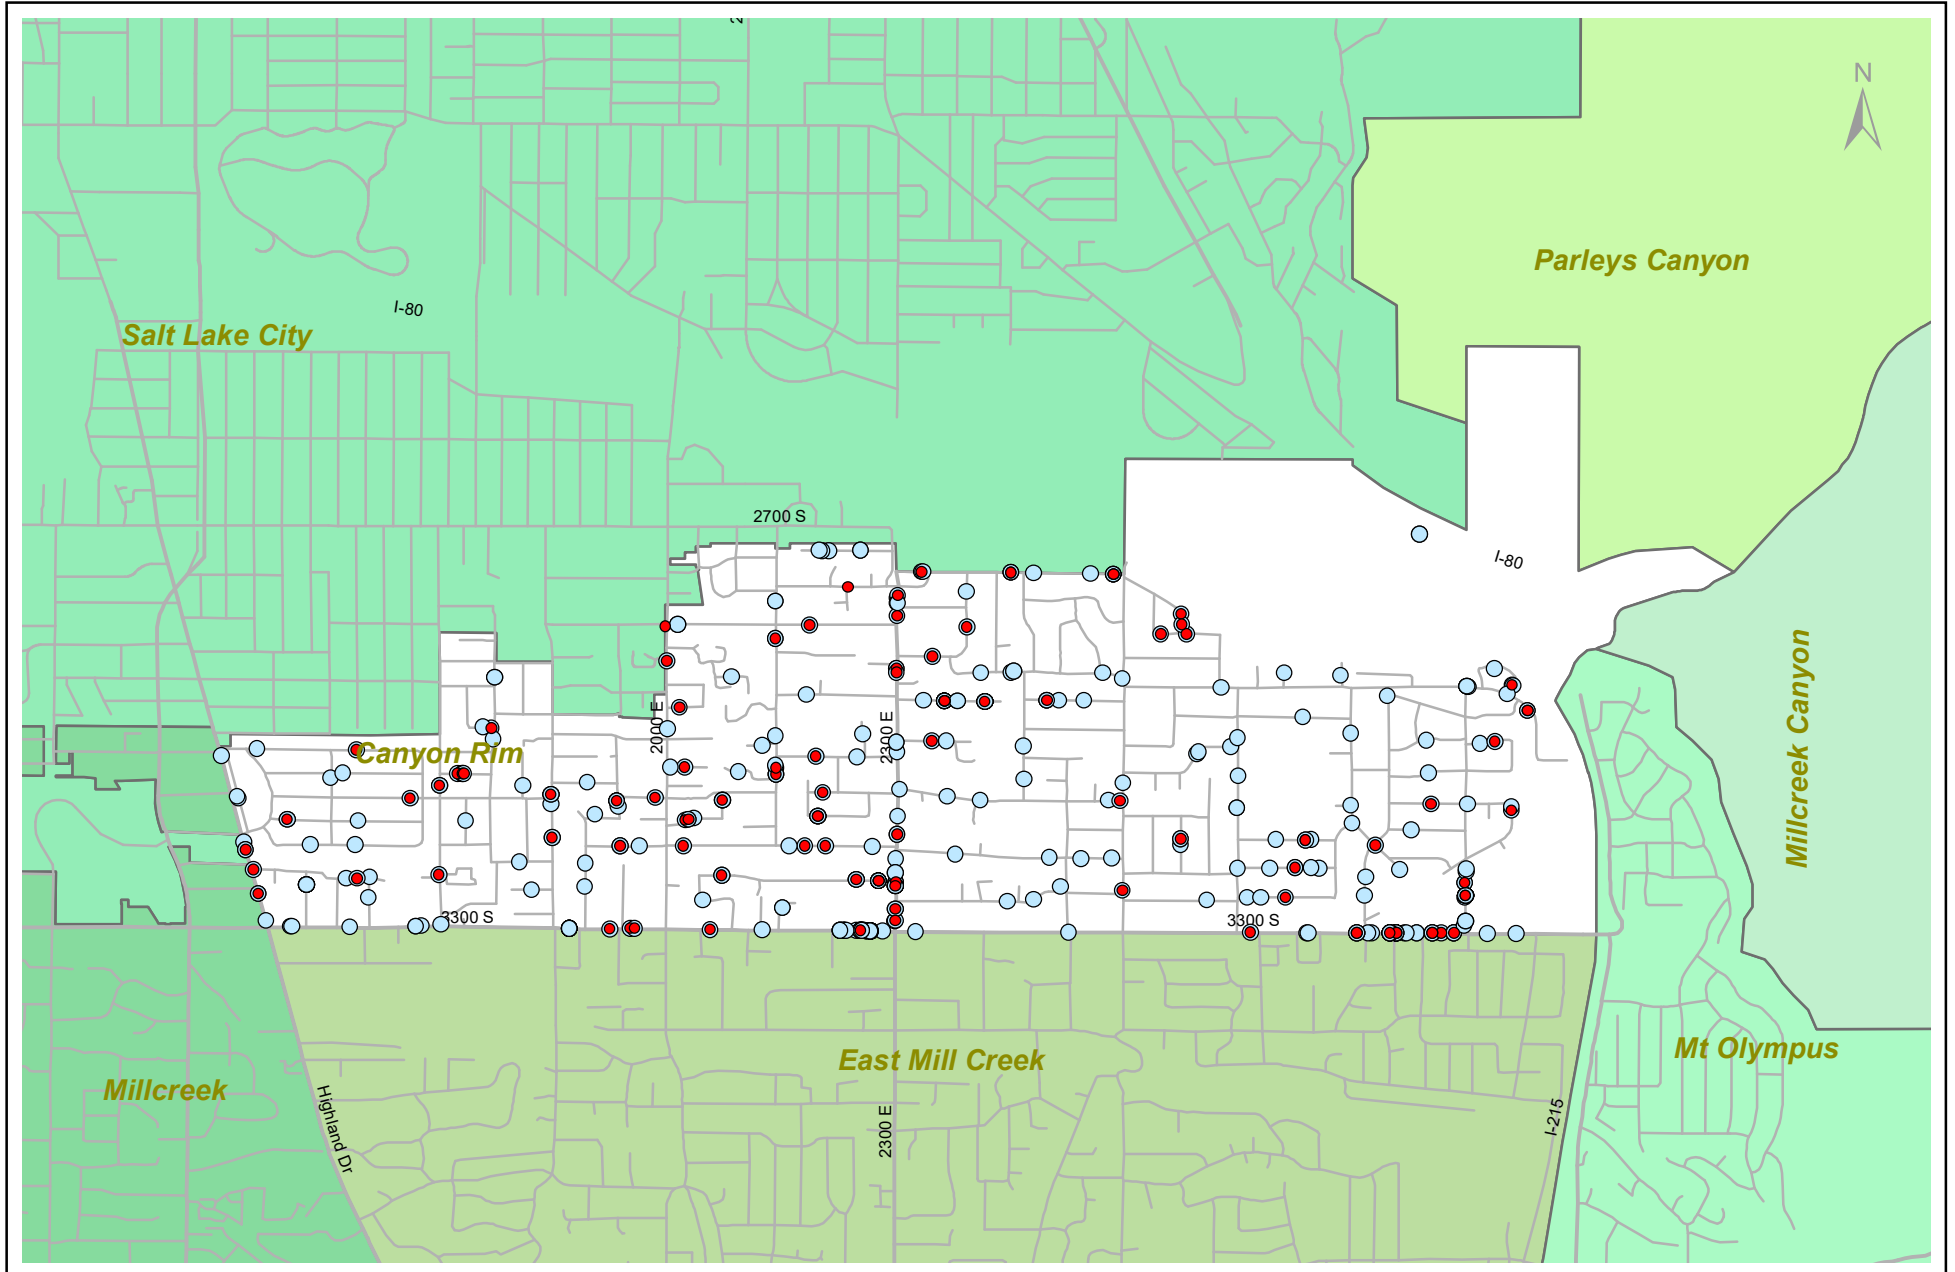 N
Parleys Canyon
I-80
Salt Lake City
2700 S
I-80
2000 E
2300 E
Canyon Rim
Millcreek Canyon
3300 S
3300 S
East Mill Creek
Mt Olympus
Millcreek
Highland Dr
2300 E
I-215